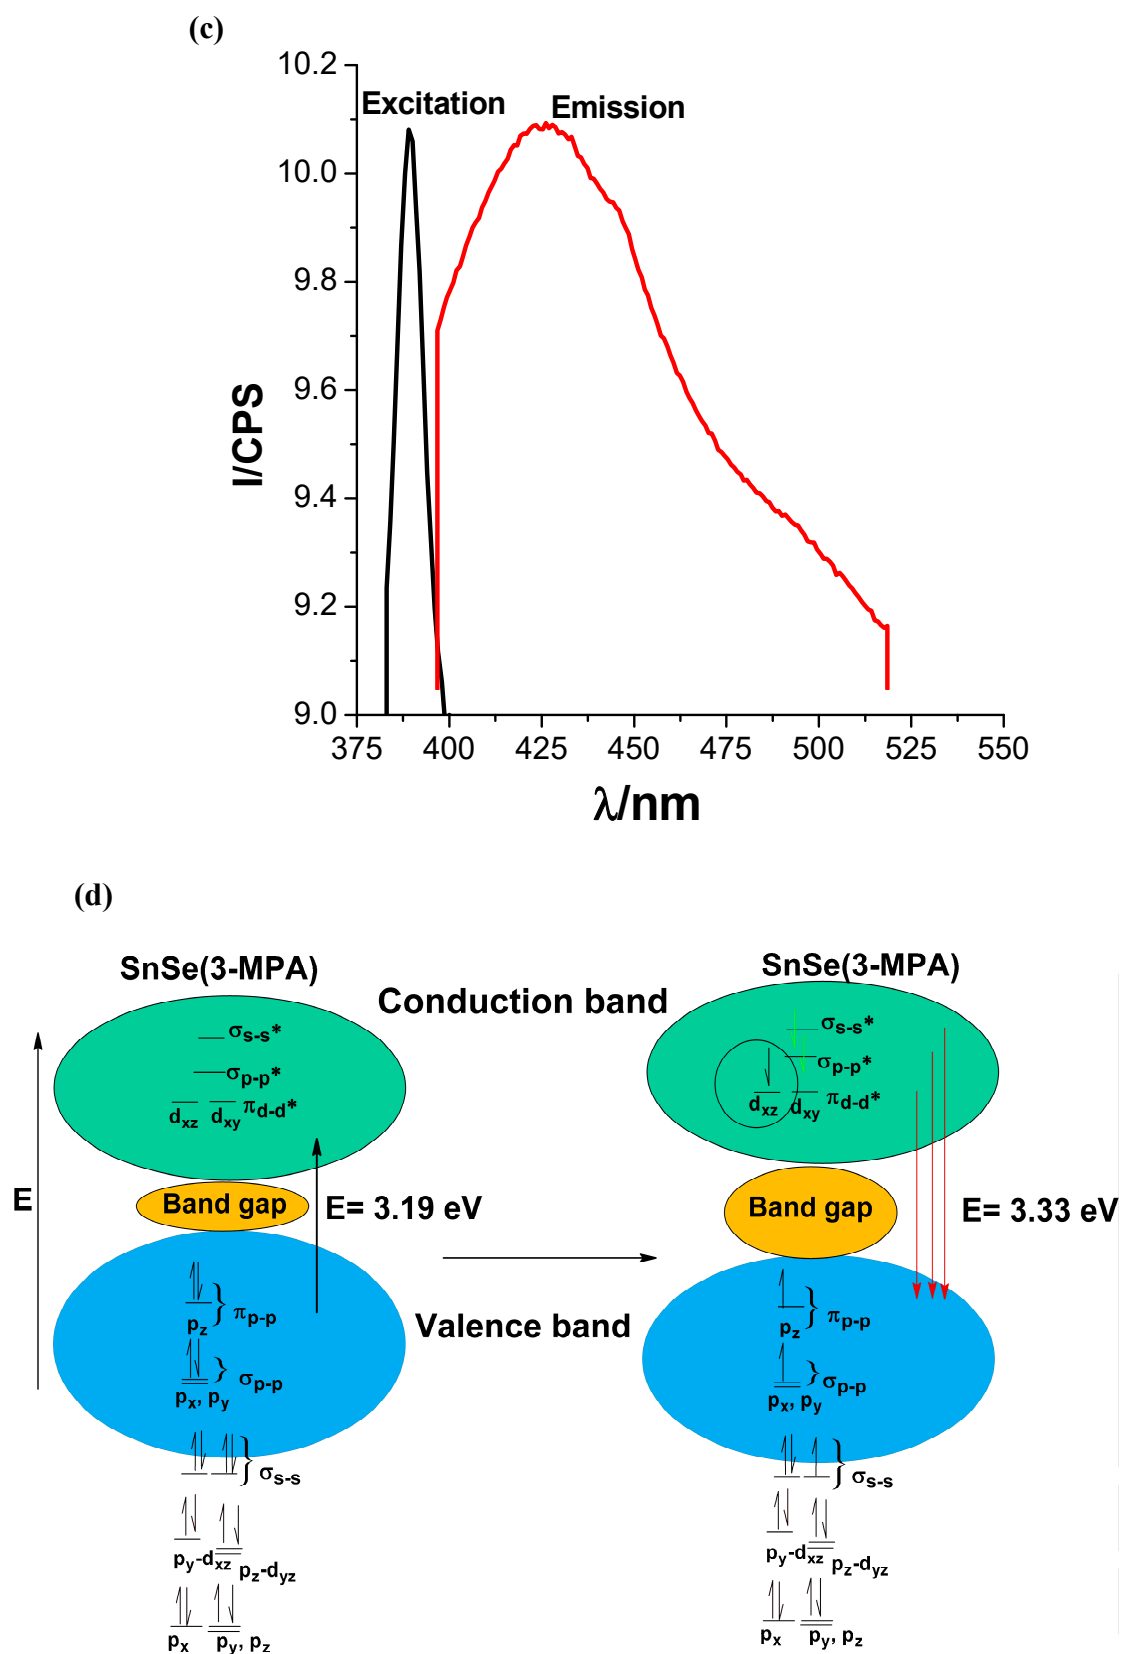 (c)
10.2
10.0
9.8
9.6
9.4
9.2
9.0
I/CPS
Excitation
Emission
375 400 425 450 475 500 525 550
λ/nm
(d)
SnSe(3-MPA)
SnSe(3-MPA)
Conduction band
σs-s*
σp-p*
dxz dxy πd-d*
σs-s*
σp-p*
dxz dxy πd-d*
E
Band gap
E= 3.19 eV
Band gap
E= 3.33 eV
Valence band
pz } πp-p
px, py } σp-p
} σs-s
py-dxz pz-dyz
px py, pz
pz } πp-p
px, py } σp-p
} σs-s
py-dxz pz-dyz
px py, pz